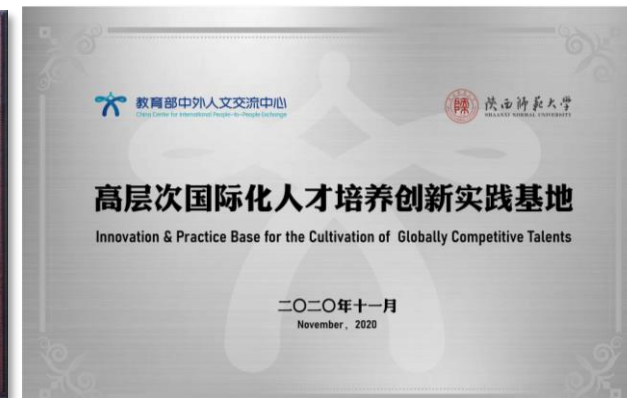 教育部中外人文交流中心
China Center for International People-to-People Exchange
陕西师范大学
SHAANXI NORMAL UNIVERSITY
高层次国际化人才培养创新实践基地
Innovation & Practice Base for the Cultivation of Globally Competitive Talents
二〇二〇年十一月
November, 2020